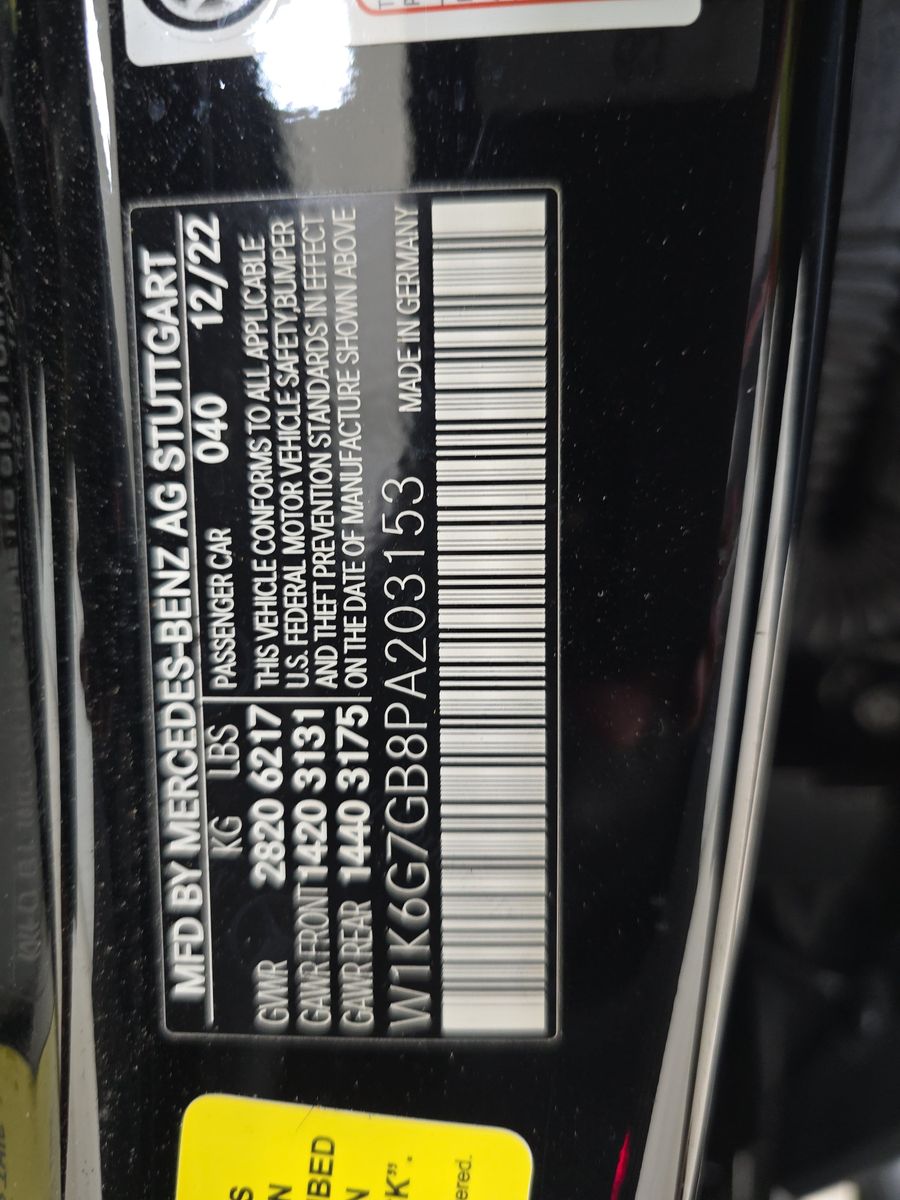 MFD BY MERCEDES-BENZ AG STUTTGART
KG LBS PASSENGER CAR 040 12/22
GVWR 2820 6217 THIS VEHICLE CONFORMS TO ALL APPLICABLE
U.S. FEDERAL MOTOR VEHICLE SAFETY,BUMPER
GAWR FRONT 1420 3131 AND THEFT PREVENTION STANDARDS IN EFFECT
GAWR REAR 1440 3175 ON THE DATE OF MANUFACTURE SHOWN ABOVE
W1K6G7GB8PA203153 MADE IN GERMANY
K".